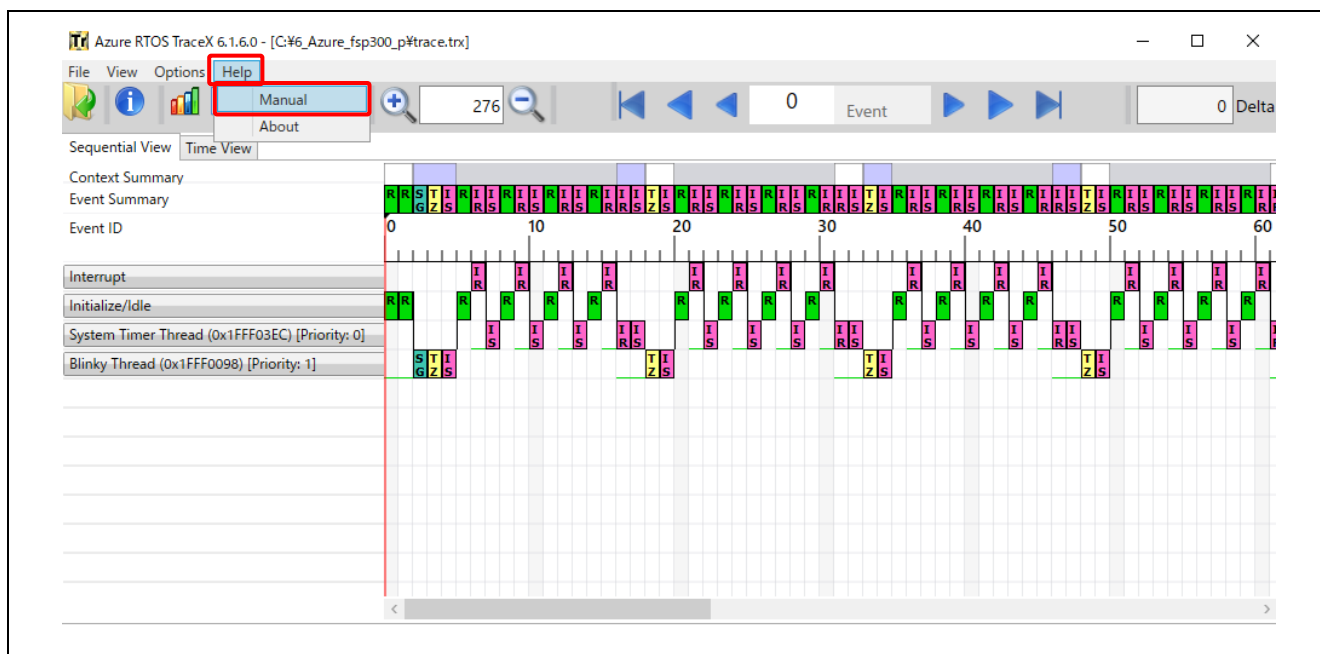 Azure RTOS TraceX 6.1.6.0 - [C:¥6_Azure_fsp300_p¥trace.trx]
File View Options Help
Manual
276
0 Event
0 Delta
About
Sequential View Time View
Context Summary
Event Summary
Event ID
0 10 20 30 40 50 60
Interrupt
Initialize/Idle
System Timer Thread (0x1FFF03EC) [Priority: 0]
Blinky Thread (0x1FFF0098) [Priority: 1]